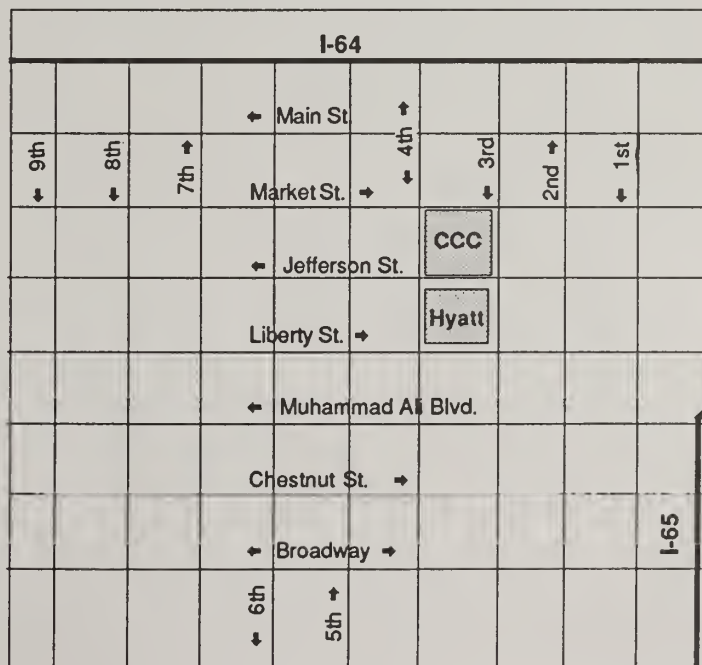 I-64
← Main St.
9th
8th
7th
4th
3rd
2nd
1st
Market St. →
CCC
← Jefferson St.
Hyatt
Liberty St. →
← Muhammad Ali Blvd.
Chestnut St. →
← Broadway →
I-65
6th
5th